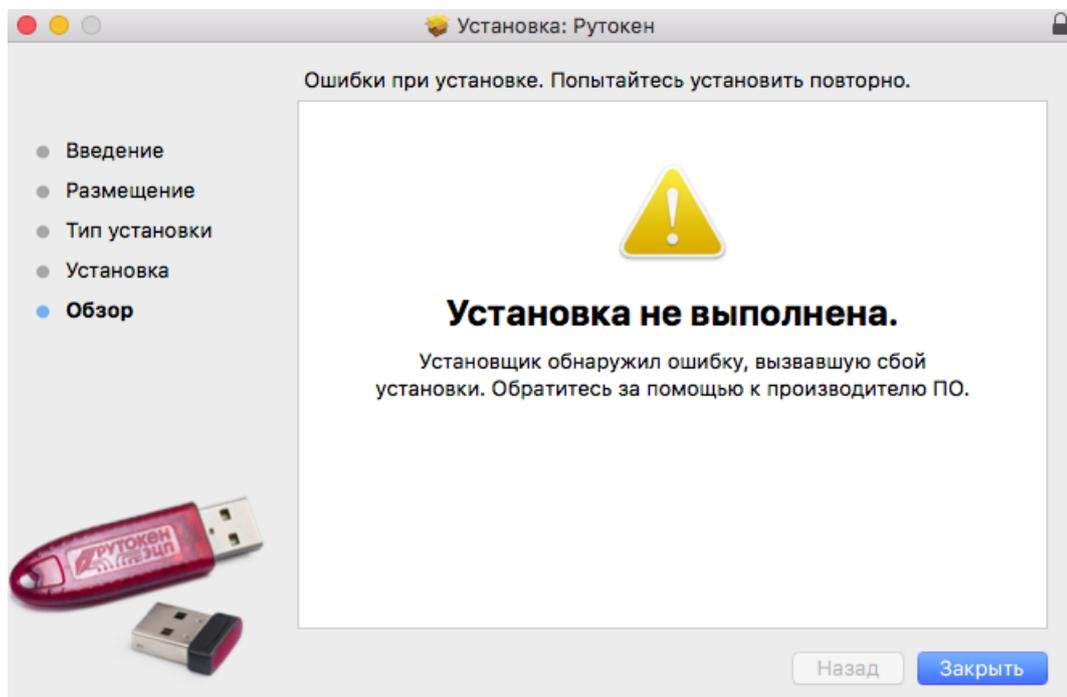 Установка: Рутокен
Ошибки при установке. Попытайтесь установить повторно.
Введение
Размещение
Тип установки
Установка
Обзор
Установка не выполнена.
Установщик обнаружил ошибку, вызвавшую сбой
установки. Обратитесь за помощью к производителю ПО.
РУТОКЕН
ЭЦП
Назад
Закрыть